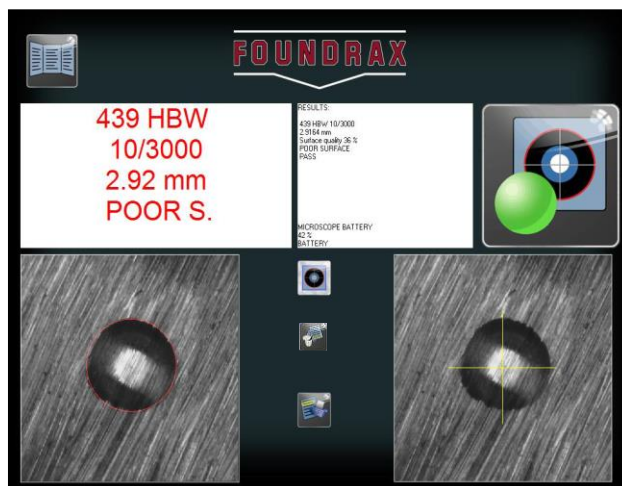 FOUNDRAX
439 HBW
10/3000
2.92 mm
POOR S.
RESULTS:
439 HBW 10/3000
2.9164 mm
Surface quality 36 %
POOR SURFACE
PASS
MICROSCOPE BATTERY
42 %
BATTERY